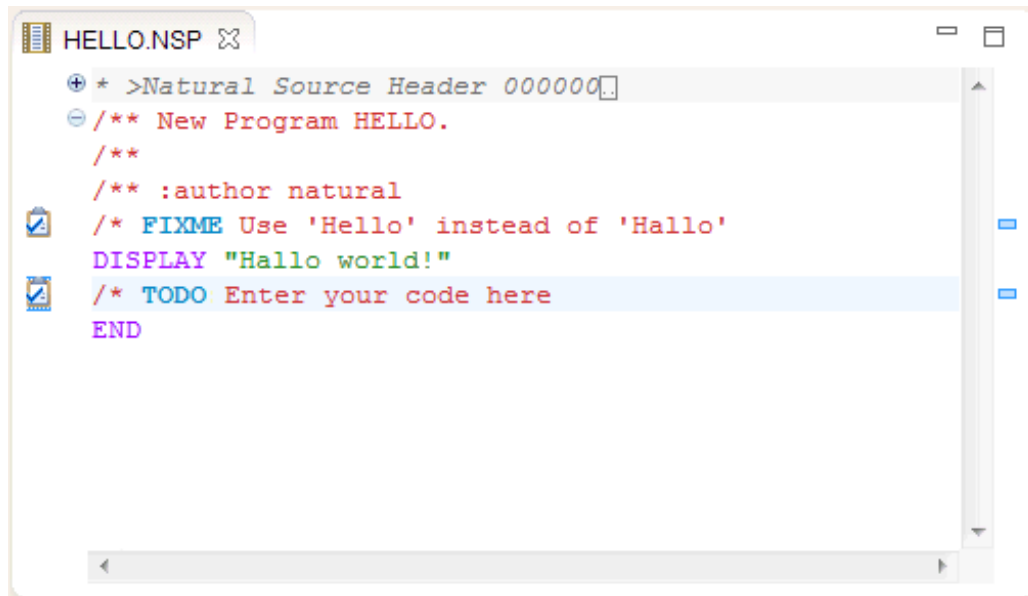 HELLO.NSP
* >Natural Source Header 000000..
/** New Program HELLO.
/**
/** :author natural
/* FIXME Use 'Hello' instead of 'Hallo'
DISPLAY "Hallo world!"
/* TODO Enter your code here
END